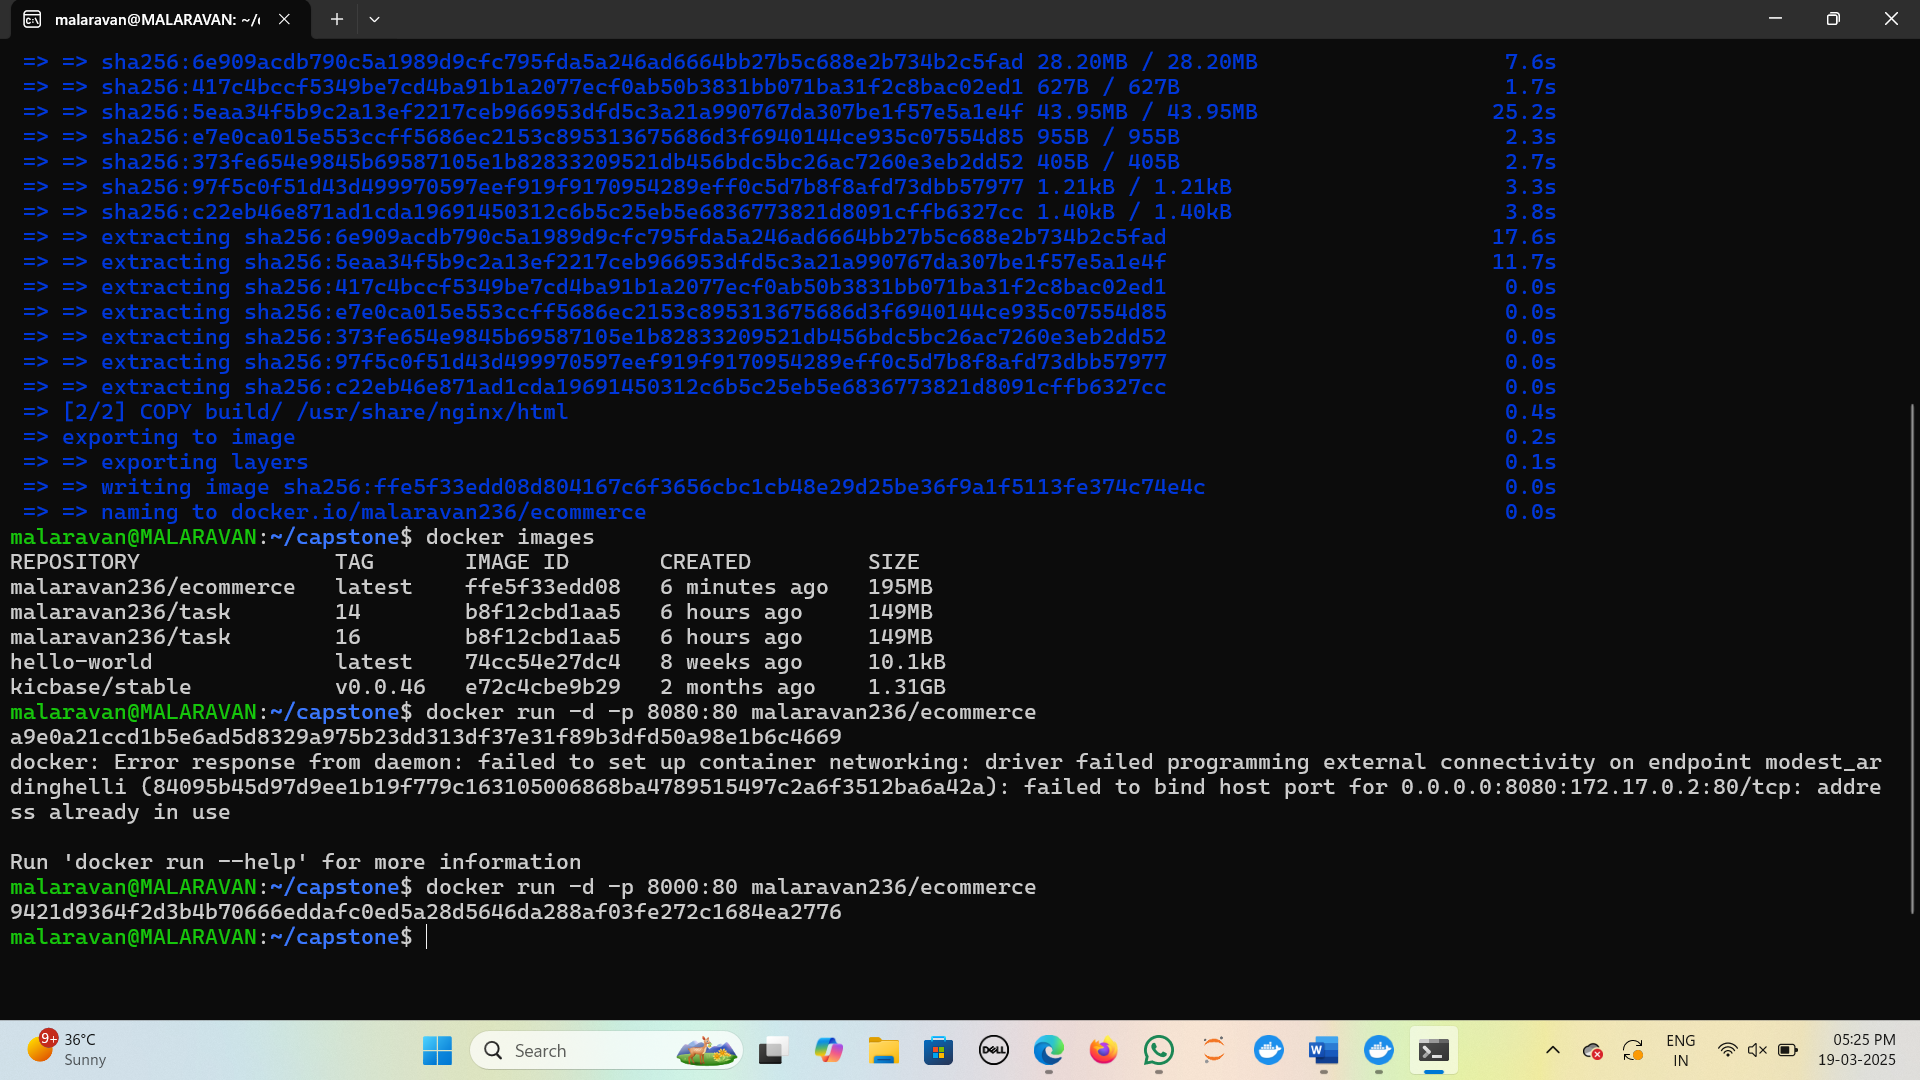 malaravan@MALARAVAN: ~/c
=> => sha256:6e909acdb790c5a1989d9cfc795fda5a246ad6664bb27b5c688e2b734b2c5fad 28.20MB / 28.20MB 7.6s
=> => sha256:417c4bccf5349be7cd4ba91b1a2077ecf0ab50b3831bb071ba31f2c8bac02ed1 627B / 627B 1.7s
=> => sha256:5eaa34f5b9c2a13ef2217ceb966953dfd5c3a21a990767da307be1f57e5a1e4f 43.95MB / 43.95MB 25.2s
=> => sha256:e7e0ca015e553ccff5686ec2153c895313675686d3f6940144ce935c07554d85 955B / 955B 2.3s
=> => sha256:373fe654e9845b69587105e1b82833209521db456bdc5bc26ac7260e3eb2dd52 405B / 405B 2.7s
=> => sha256:97f5c0f51d43d499970597eef919f9170954289eff0c5d7b8f8afd73dbb57977 1.21kB / 1.21kB 3.3s
=> => sha256:c22eb46e871ad1cda19691450312c6b5c25eb5e6836773821d8091cffb6327cc 1.40kB / 1.40kB 3.8s
=> => extracting sha256:6e909acdb790c5a1989d9cfc795fda5a246ad6664bb27b5c688e2b734b2c5fad 17.6s
=> => extracting sha256:5eaa34f5b9c2a13ef2217ceb966953dfd5c3a21a990767da307be1f57e5a1e4f 11.7s
=> => extracting sha256:417c4bccf5349be7cd4ba91b1a2077ecf0ab50b3831bb071ba31f2c8bac02ed1 0.0s
=> => extracting sha256:e7e0ca015e553ccff5686ec2153c895313675686d3f6940144ce935c07554d85 0.0s
=> => extracting sha256:373fe654e9845b69587105e1b82833209521db456bdc5bc26ac7260e3eb2dd52 0.0s
=> => extracting sha256:97f5c0f51d43d499970597eef919f9170954289eff0c5d7b8f8afd73dbb57977 0.0s
=> => extracting sha256:c22eb46e871ad1cda19691450312c6b5c25eb5e6836773821d8091cffb6327cc 0.0s
=> [2/2] COPY build/ /usr/share/nginx/html 0.4s
=> exporting to image 0.2s
=> => exporting layers 0.1s
=> => writing image sha256:ffe5f33edd08d804167c6f3656cbc1cb48e29d25be36f9a1f5113fe374c74e4c 0.0s
=> => naming to docker.io/malaravan236/ecommerce 0.0s
malaravan@MALARAVAN:~/capstone$ docker images
REPOSITORY TAG IMAGE ID CREATED SIZE
malaravan236/ecommerce latest ffe5f33edd08 6 minutes ago 195MB
malaravan236/task 14 b8f12cbd1aa5 6 hours ago 149MB
malaravan236/task 16 b8f12cbd1aa5 6 hours ago 149MB
hello-world latest 74cc54e27dc4 8 weeks ago 10.1kB
kicbase/stable v0.0.46 e72c4cbe9b29 2 months ago 1.31GB
malaravan@MALARAVAN:~/capstone$ docker run -d -p 8080:80 malaravan236/ecommerce
a9e0a21ccd1b5e6ad5d8329a975b23dd313df37e31f89b3dfd50a98e1b6c4669
docker: Error response from daemon: failed to set up container networking: driver failed programming external connectivity on endpoint modest_ar
dinghelli (84095b45d97d9ee1b19f779c163105006868ba4789515497c2a6f3512ba6a42a): failed to bind host port for 0.0.0.0:8080:172.17.0.2:80/tcp: addre
ss already in use
Run 'docker run --help' for more information
malaravan@MALARAVAN:~/capstone$ docker run -d -p 8000:80 malaravan236/ecommerce
9421d9364f2d3b4b70666eddafc0ed5a28d5646da288af03fe272c1684ea2776
malaravan@MALARAVAN:~/capstone$
9+
36°C
Sunny
Search
DELL
W
ENG
IN
05:25 PM
19-03-2025